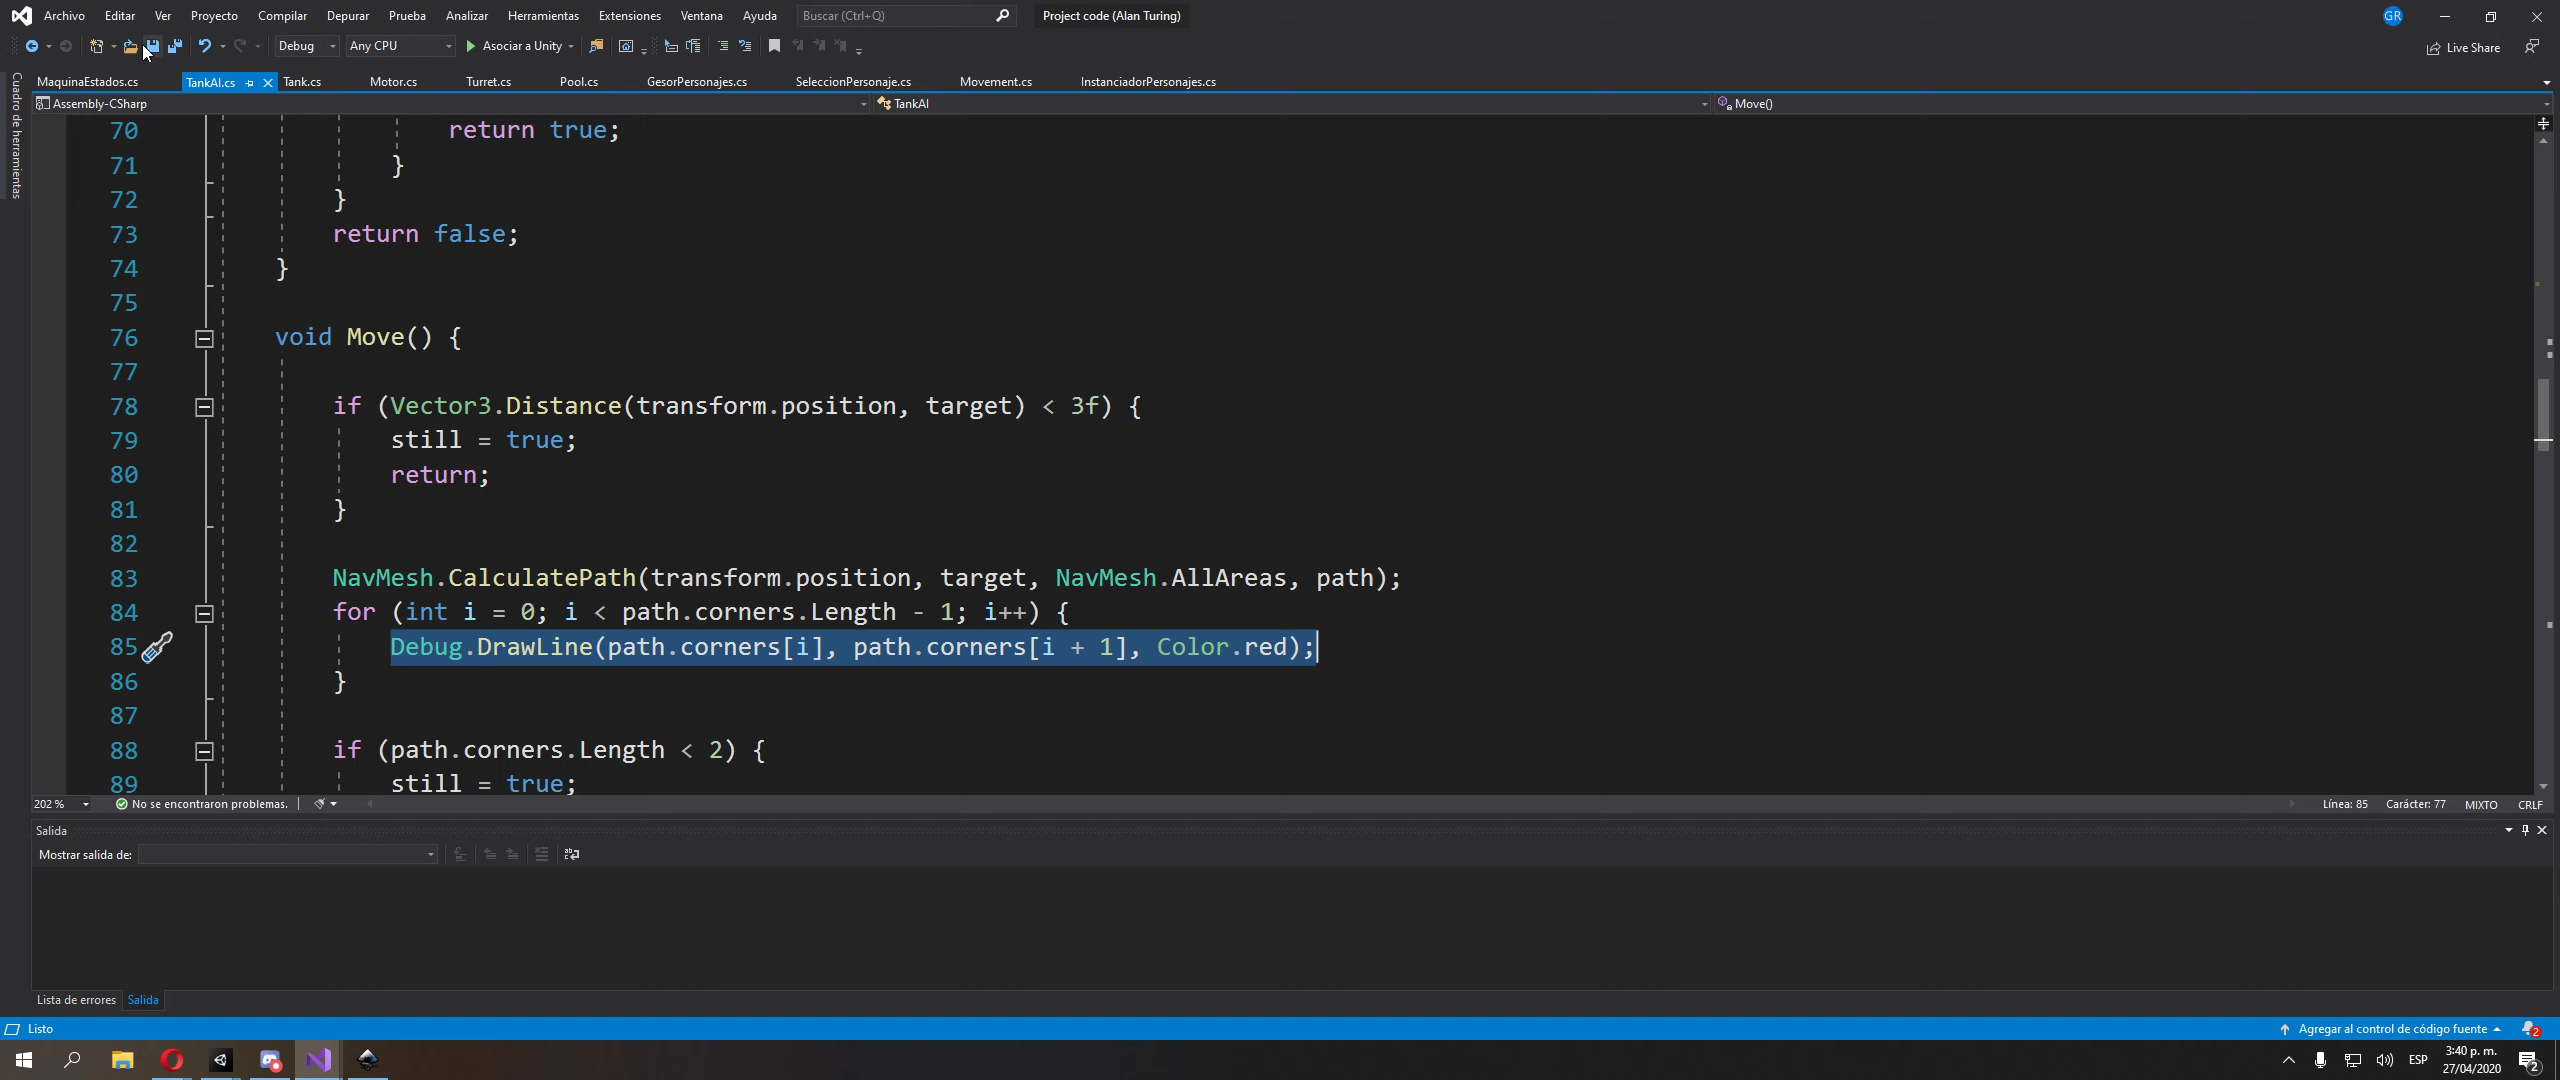 Archivo Editar Ver Proyecto Compilar Depurar Prueba Analizar Herramientas Extensiones Ventana Ayuda Buscar (Ctrl+Q) Project code (Alan Turing) GR
Debug Any CPU Asociar a Unity Live Share
MaquinaEstados.cs TankAI.cs Tank.cs Motor.cs Turret.cs Pool.cs GesorPersonajes.cs SeleccionPersonaje.cs Movement.cs InstanciadorPersonajes.cs
Cuadro de herramientas
Assembly-CSharp TankAI Move()
70 return true;
71 }
72 }
73 return false;
74 }
75
76 void Move() {
77
78 if (Vector3.Distance(transform.position, target) < 3f) {
79 still = true;
80 return;
81 }
82
83 NavMesh.CalculatePath(transform.position, target, NavMesh.AllAreas, path);
84 for (int i = 0; i < path.corners.Length - 1; i++) {
85 Debug.DrawLine(path.corners[i], path.corners[i + 1], Color.red);
86 }
87
88 if (path.corners.Length < 2) {
89 still = true;
202 % No se encontraron problemas. Línea: 85 Carácter: 77 MIXTO CRLF
Salida
Mostrar salida de:
Lista de errores Salida
Listo Agregar al control de código fuente 2
ESP 3:40 p. m.
27/04/2020 2